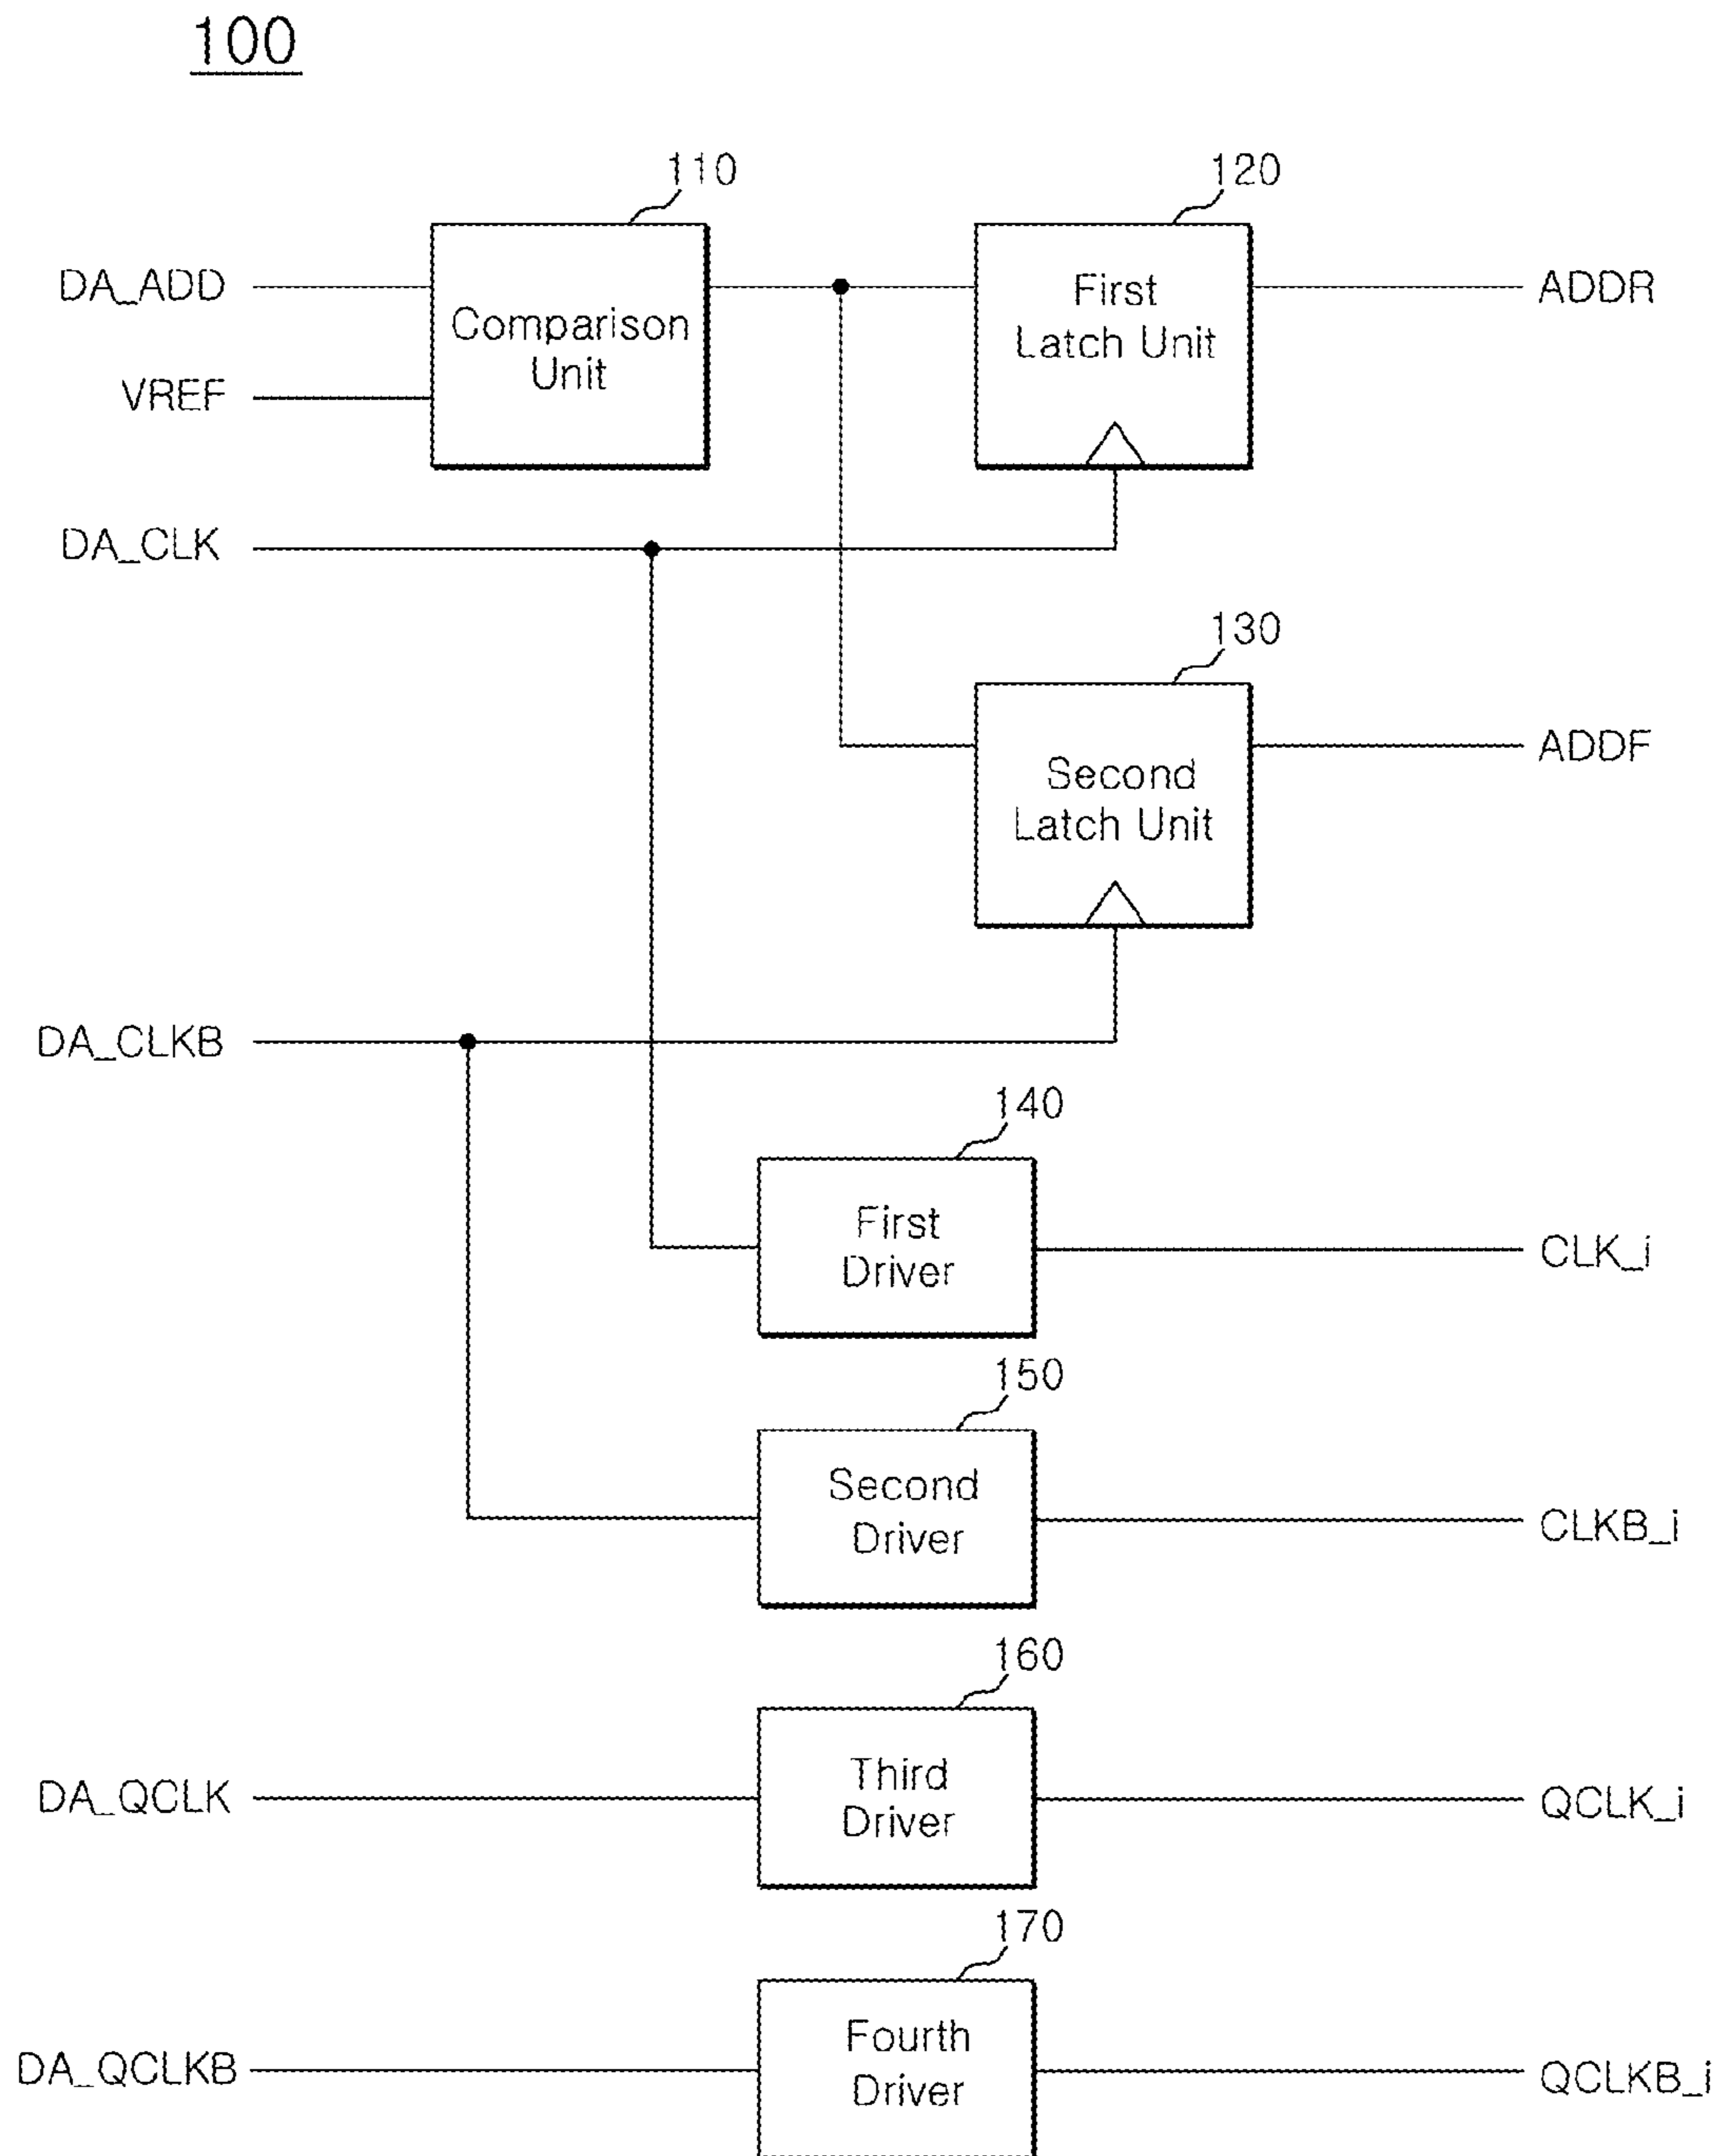 100
110
120
DA_ADD
Comparison
Unit
First
Latch Unit
ADDR
VREF
DA_CLK
130
Second
Latch Unit
ADDF
DA_CLKB
140
First
Driver
CLK_i
150
Second
Driver
CLKB_i
160
DA_QCLK
Third
Driver
QCLK_i
170
DA_QCLKB
Fourth
Driver
QCLKB_i